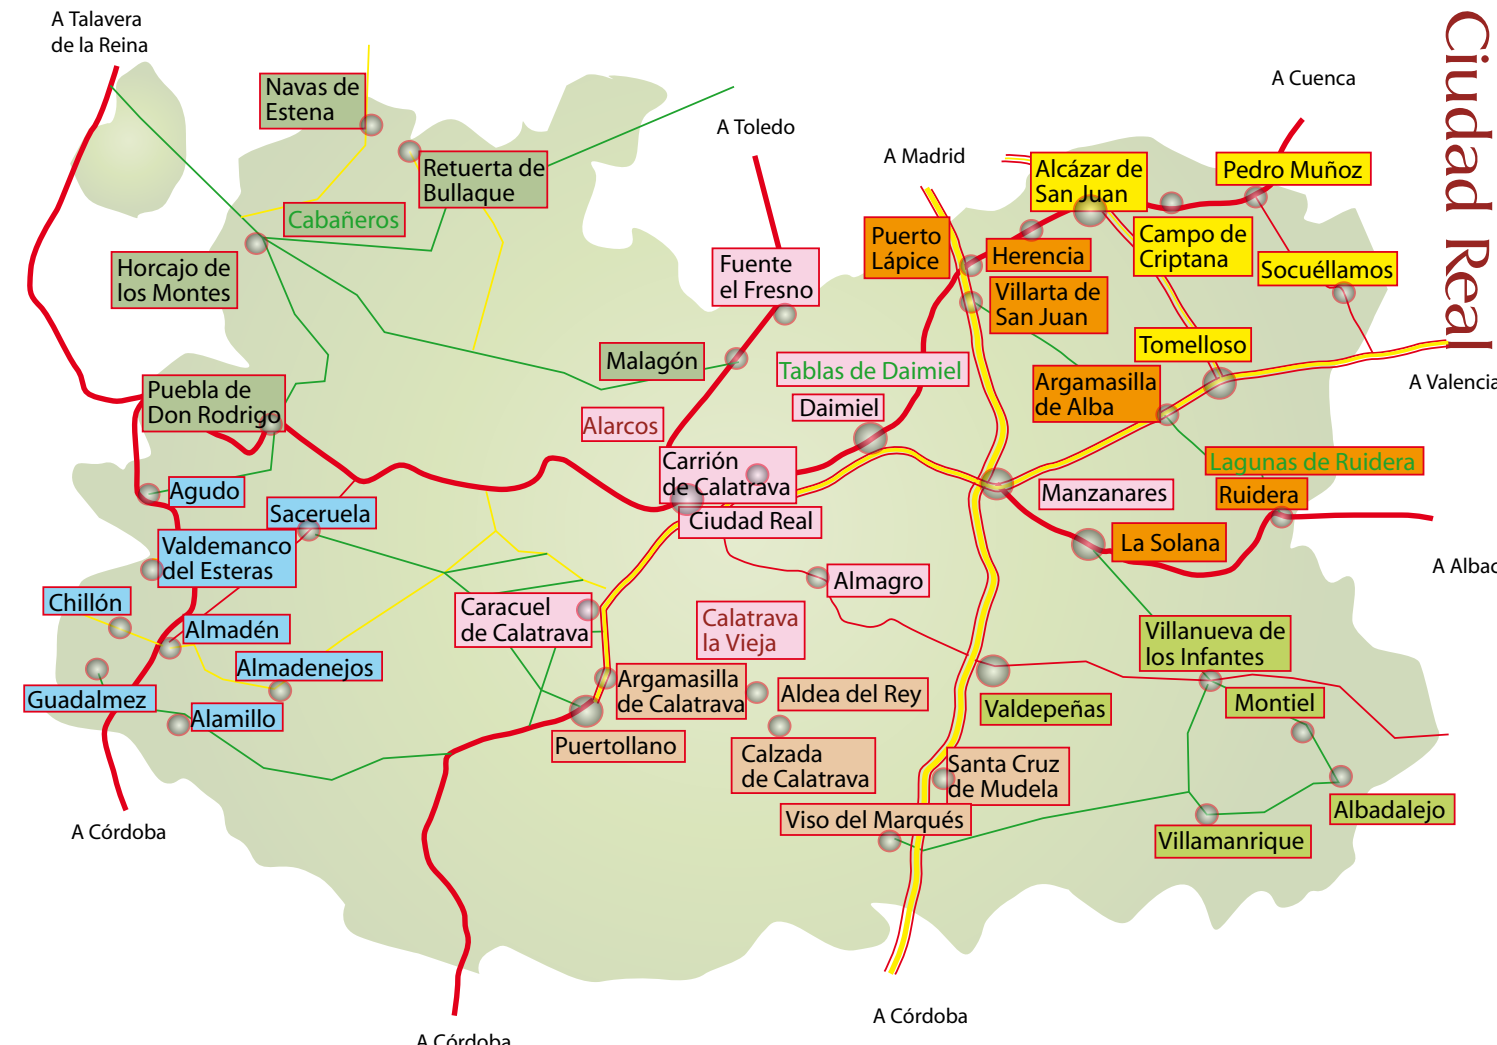 A Talavera
de la Reina
Ciudad Real
Navas de
Estena
A Cuenca
A Toledo
A Madrid
Retuerta de
Bullaque
Alcázar de
San Juan
Pedro Muñoz
Cabañeros
Puerto
Lápice
Herencia
Campo de
Criptana
Horcajo de
los Montes
Fuente
el Fresno
Socuéllamos
Villarta de
San Juan
Malagón
Tablas de Daimiel
Tomelloso
Puebla de
Don Rodrigo
Argamasilla
de Alba
A Valencia
Alarcos
Daimiel
Carrión
de Calatrava
Lagunas de Ruidera
Agudo
Manzanares
Ruidera
Saceruela
Ciudad Real
La Solana
Valdemanco
del Esteras
A Albac
Almagro
Chillón
Caracuel
de Calatrava
Calatrava
la Vieja
Almadén
Villanueva de
los Infantes
Almadenejos
Guadalmez
Argamasilla
de Calatrava
Aldea del Rey
Valdepeñas
Montiel
Alamillo
Puertollano
Calzada
de Calatrava
Santa Cruz
de Mudela
Viso del Marqués
Albadalejo
A Córdoba
Villamanrique
A Córdoba
A Córdoba